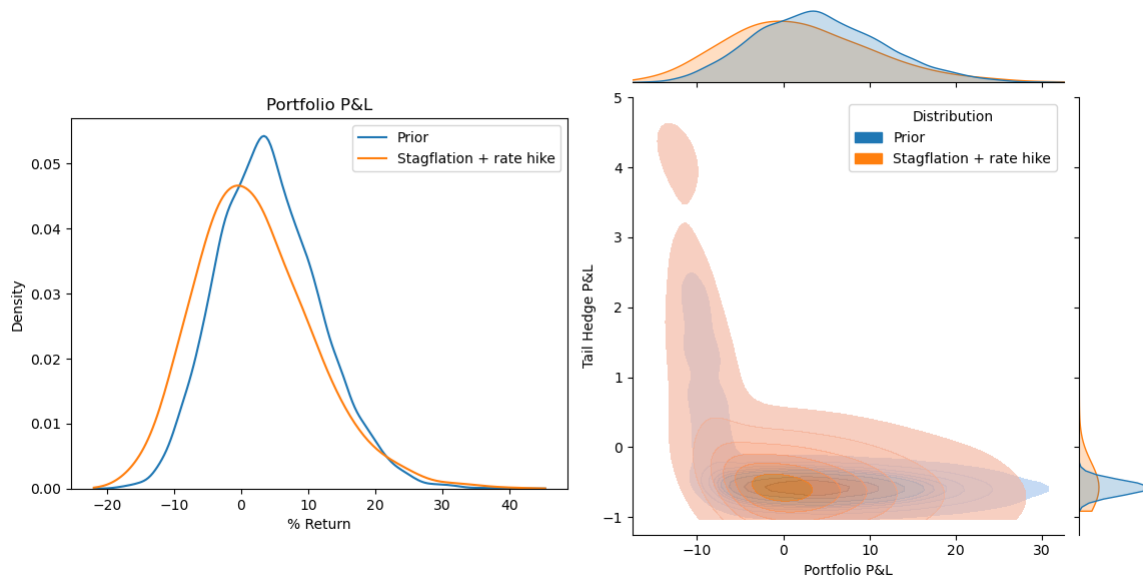 Portfolio P&L
Density
0.05
0.04
0.03
0.02
0.01
0.00
-20
-10
0
10
20
30
40
% Return
Prior
Stagflation + rate hike
Tail Hedge P&L
5
4
3
2
1
0
−1
Distribution
Prior
Stagflation + rate hike
−10
0
10
20
30
Portfolio P&L